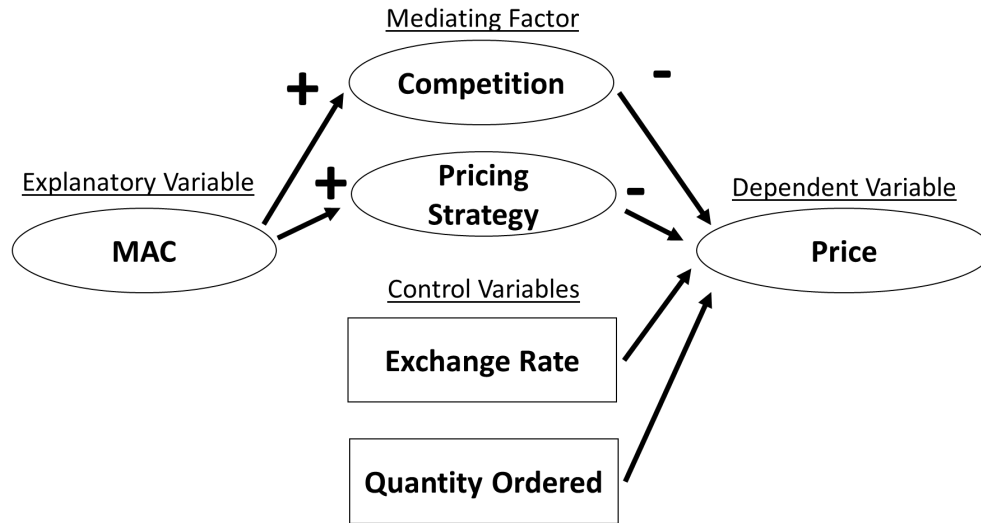 Mediating Factor
+
Competition
-
Explanatory Variable
+
Pricing
Strategy
-
Dependent Variable
MAC
Price
Control Variables
Exchange Rate
Quantity Ordered